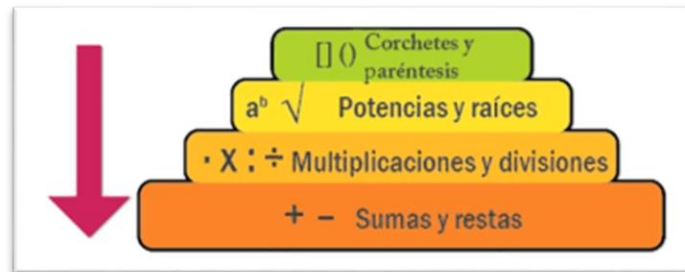 [] () Corchetes y
paréntesis
aᵇ √ Potencias y raíces
· X : ÷ Multiplicaciones y divisiones
+ − Sumas y restas